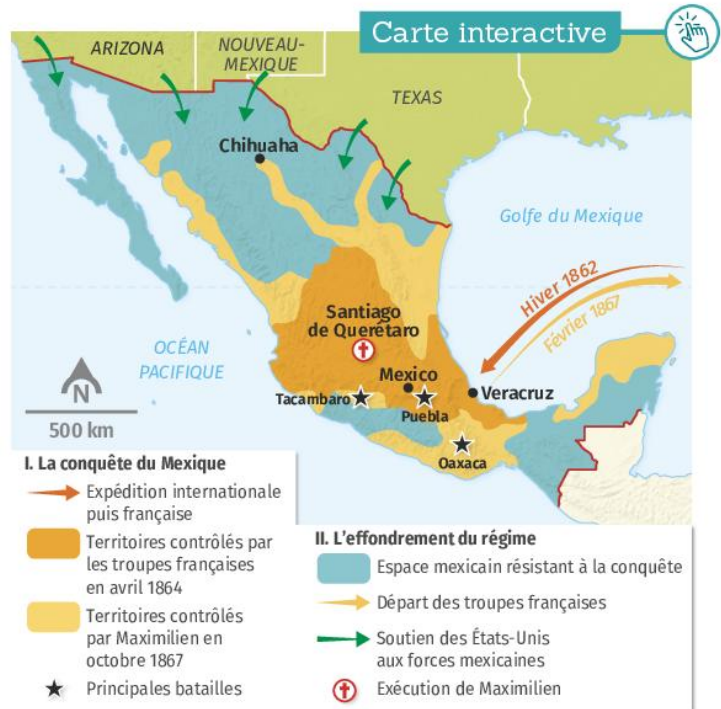 Carte interactive
ARIZONA
NOUVEAU-
MEXIQUE
TEXAS
Chihuaha
Golfe du Mexique
Hiver 1862
Février 1867
Santiago
de Querétaro
OCÉAN
PACIFIQUE
N
500 km
Mexico
Veracruz
Tacambaro
Puebla
Oaxaca
I. La conquête du Mexique
Expédition internationale
puis française
Territoires contrôlés par
les troupes françaises
en avril 1864
Territoires contrôlés
par Maximilien en
octobre 1867
Principales batailles
II. L'effondrement du régime
Espace mexicain résistant à la conquête
Départ des troupes françaises
Soutien des États-Unis
aux forces mexicaines
Exécution de Maximilien